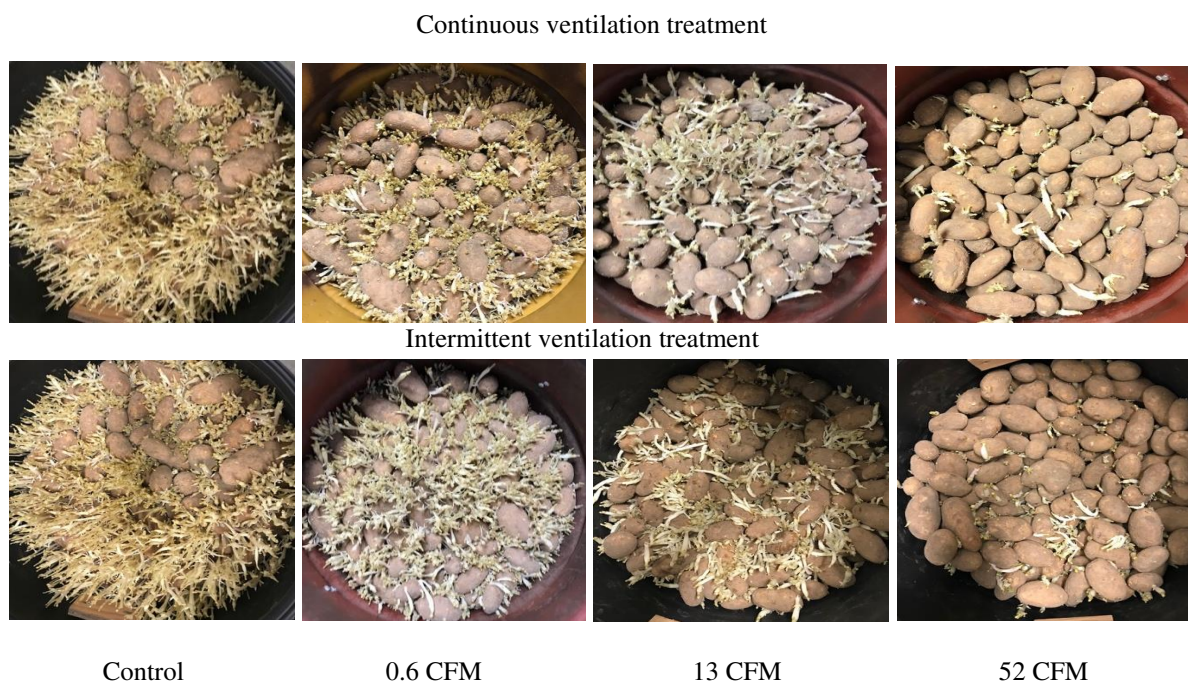 Continuous ventilation treatment
Intermittent ventilation treatment
Control 0.6 CFM 13 CFM 52 CFM